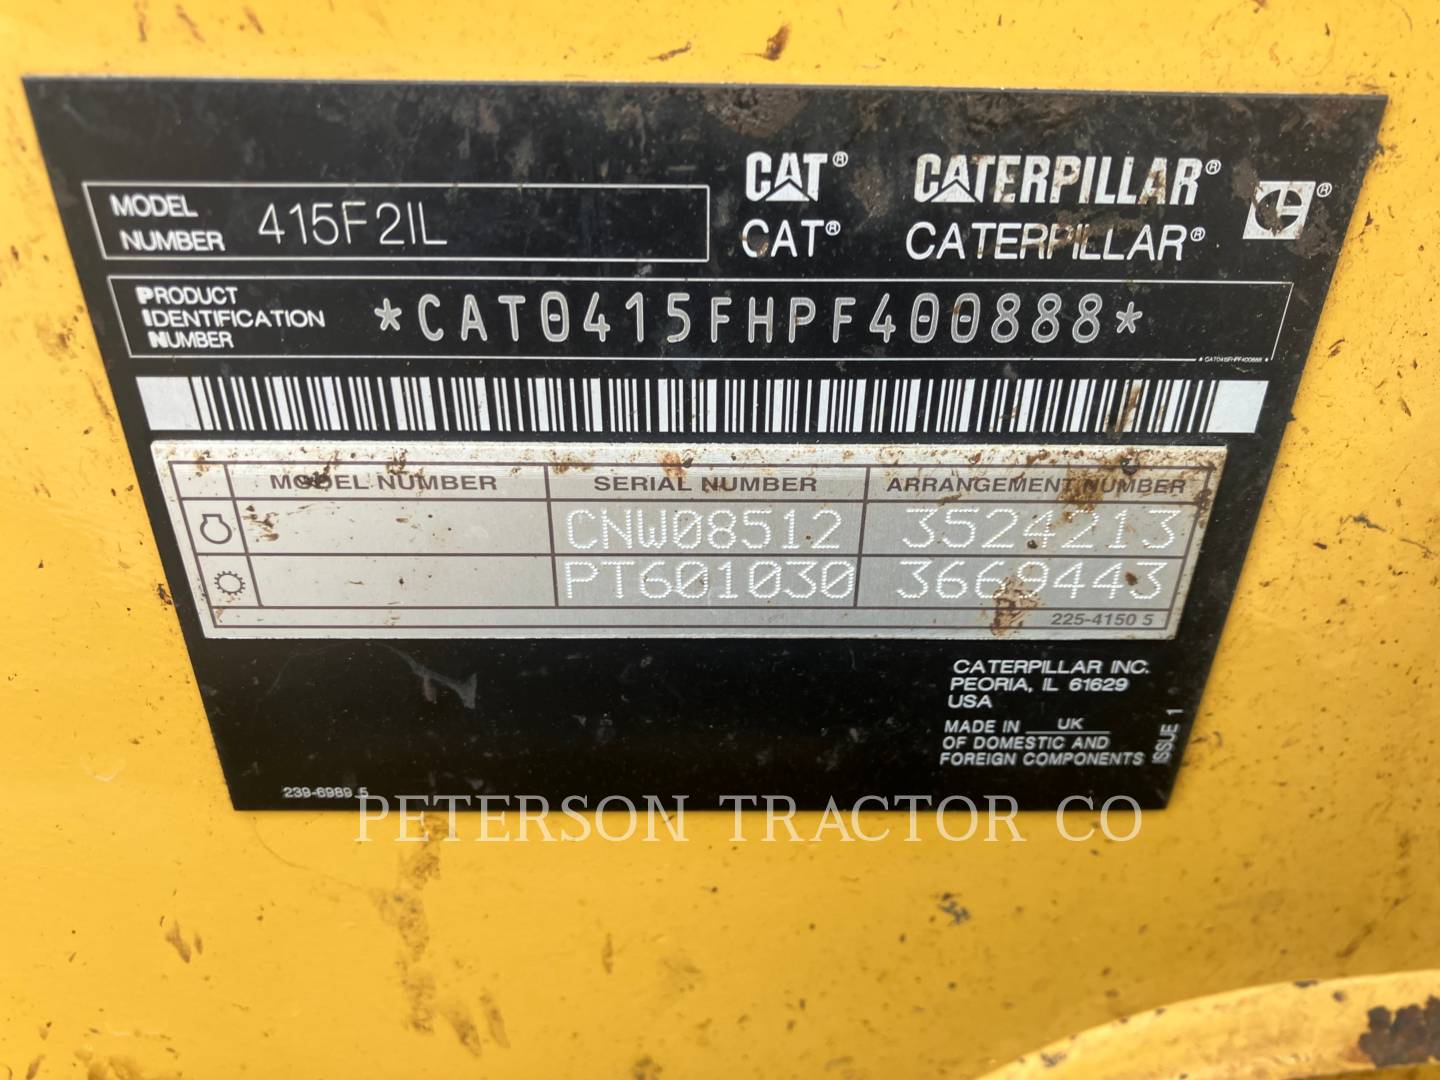 CAT® CATERPILLAR® ®
CAT® CATERPILLAR®
MODEL
NUMBER 415F2IL
PRODUCT
IDENTIFICATION
NUMBER *CAT0415FHPF400888*
*CAT0415FHPF400888*
MODEL NUMBER SERIAL NUMBER ARRANGEMENT NUMBER
CNW08512 3524213
PT601030 3669443
225-4150 5
CATERPILLAR INC.
PEORIA, IL 61629
USA
MADE IN UK
OF DOMESTIC AND
FOREIGN COMPONENTS
ISSUE 1
239-6989 5
PETERSON TRACTOR CO